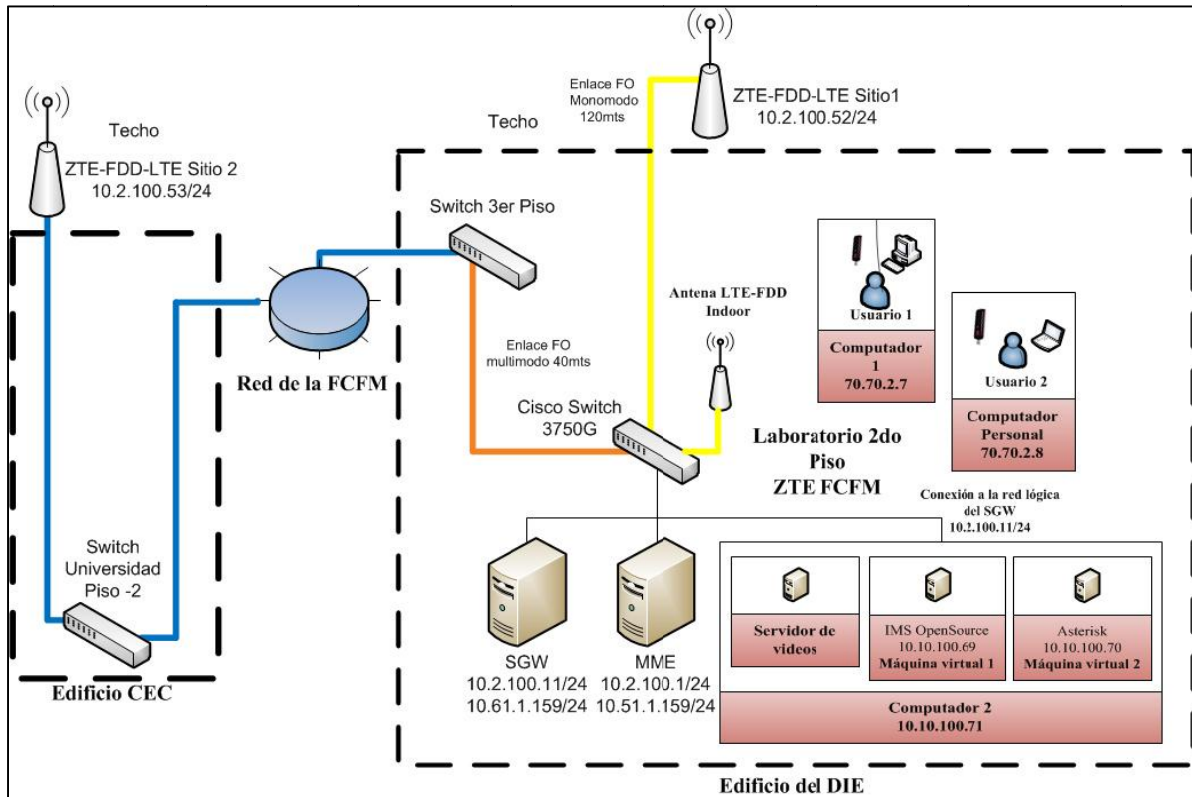 Techo
ZTE-FDD-LTE Sitio 2
10.2.100.53/24
Switch
Universidad
Piso -2
Edificio CEC
Red de la FCFM
Techo
Enlace FO
Monomodo
120mts
ZTE-FDD-LTE Sitio1
10.2.100.52/24
Switch 3er Piso
Enlace FO
multimodo 40mts
Cisco Switch
3750G
Antena LTE-FDD
Indoor
Usuario 1
Computador
1
70.70.2.7
Usuario 2
Computador
Personal
70.70.2.8
Laboratorio 2do
Piso
ZTE FCFM
Conexión a la red lógica
del SGW
10.2.100.11/24
SGW
10.2.100.11/24
10.61.1.159/24
MME
10.2.100.1/24
10.51.1.159/24
Servidor de
videos
IMS OpenSource
10.10.100.69
Máquina virtual 1
Asterisk
10.10.100.70
Máquina virtual 2
Computador 2
10.10.100.71
Edificio del DIE